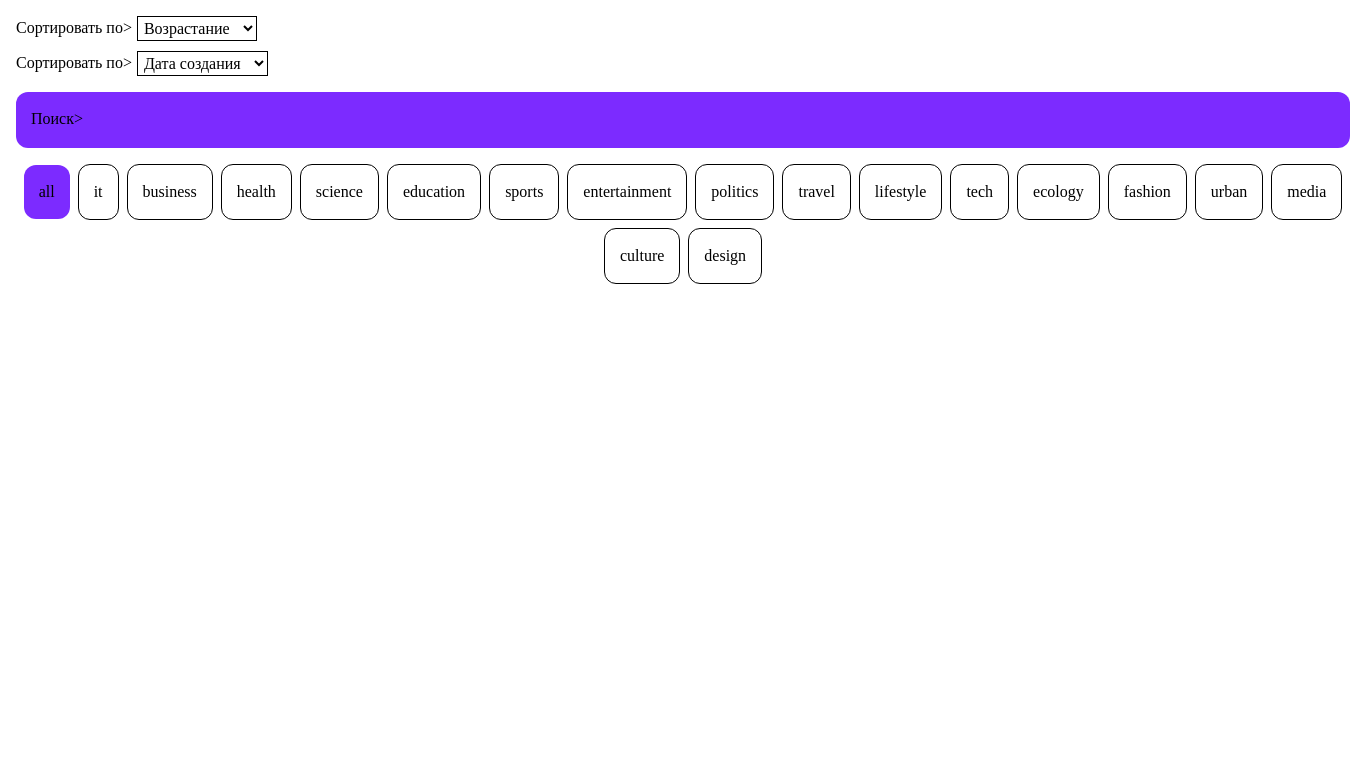 Сортировать по> Возрастание
Сортировать по> Дата создания
Поиск>
all it business health science education sports entertainment politics travel lifestyle tech ecology fashion urban media
culture design